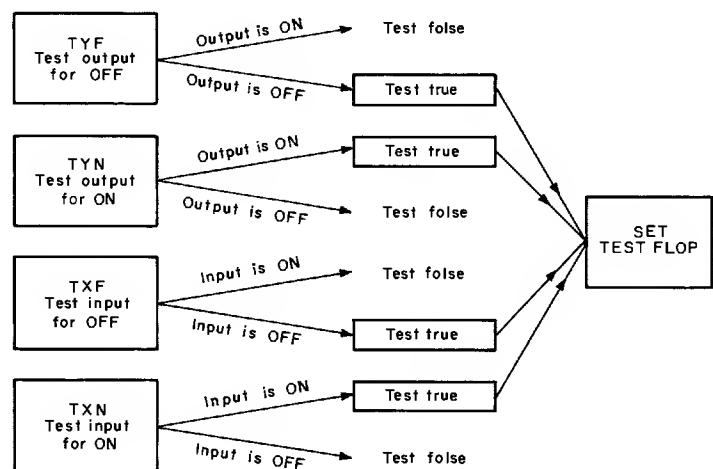 TYF
Test output
for OFF
Output is ON
Test folse
Output is OFF
Test true
TYN
Test output
for ON
Output is ON
Test true
Output is OFF
Test folse
TXF
Test input
for OFF
Input is ON
Test folse
Input is OFF
Test true
TXN
Test input
for ON
Input is ON
Test true
Input is OFF
Test folse
SET
TEST FLOP